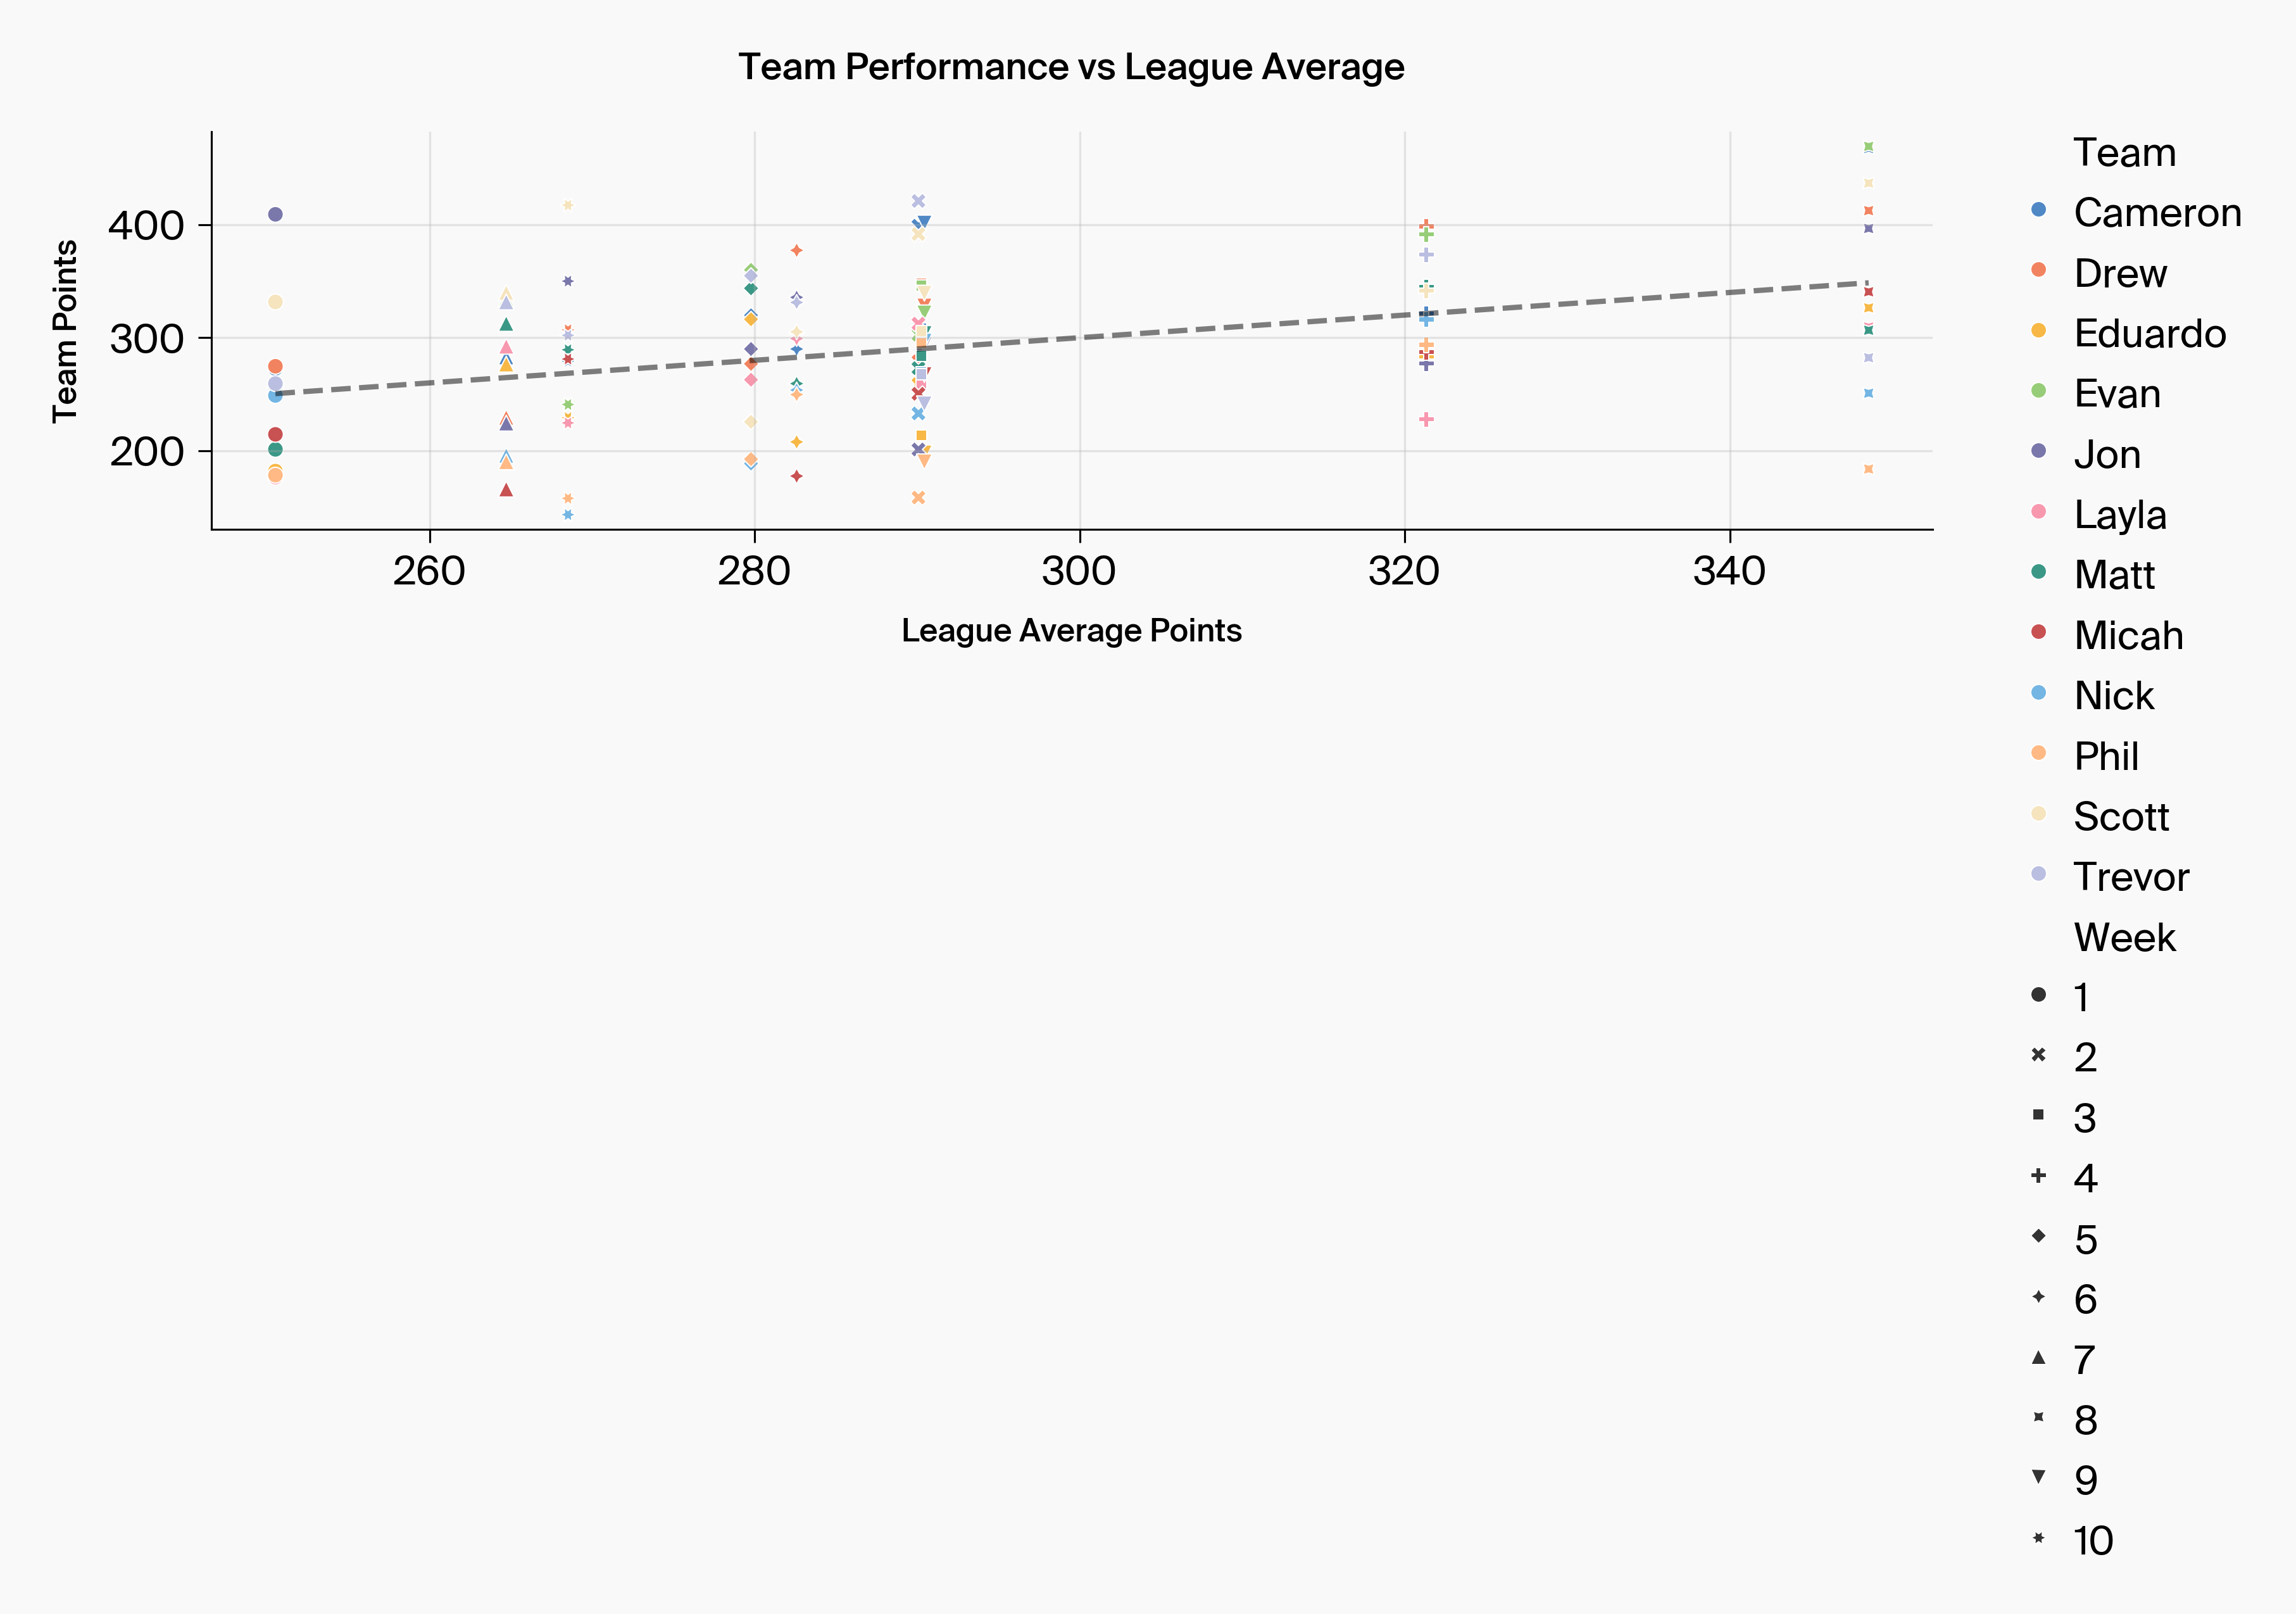 Team Performance vs League Average
Team Points
400
300
200
260 280 300 320 340
League Average Points
Team
Cameron
Drew
Eduardo
Evan
Jon
Layla
Matt
Micah
Nick
Phil
Scott
Trevor
Week
1
2
3
4
5
6
7
8
9
10